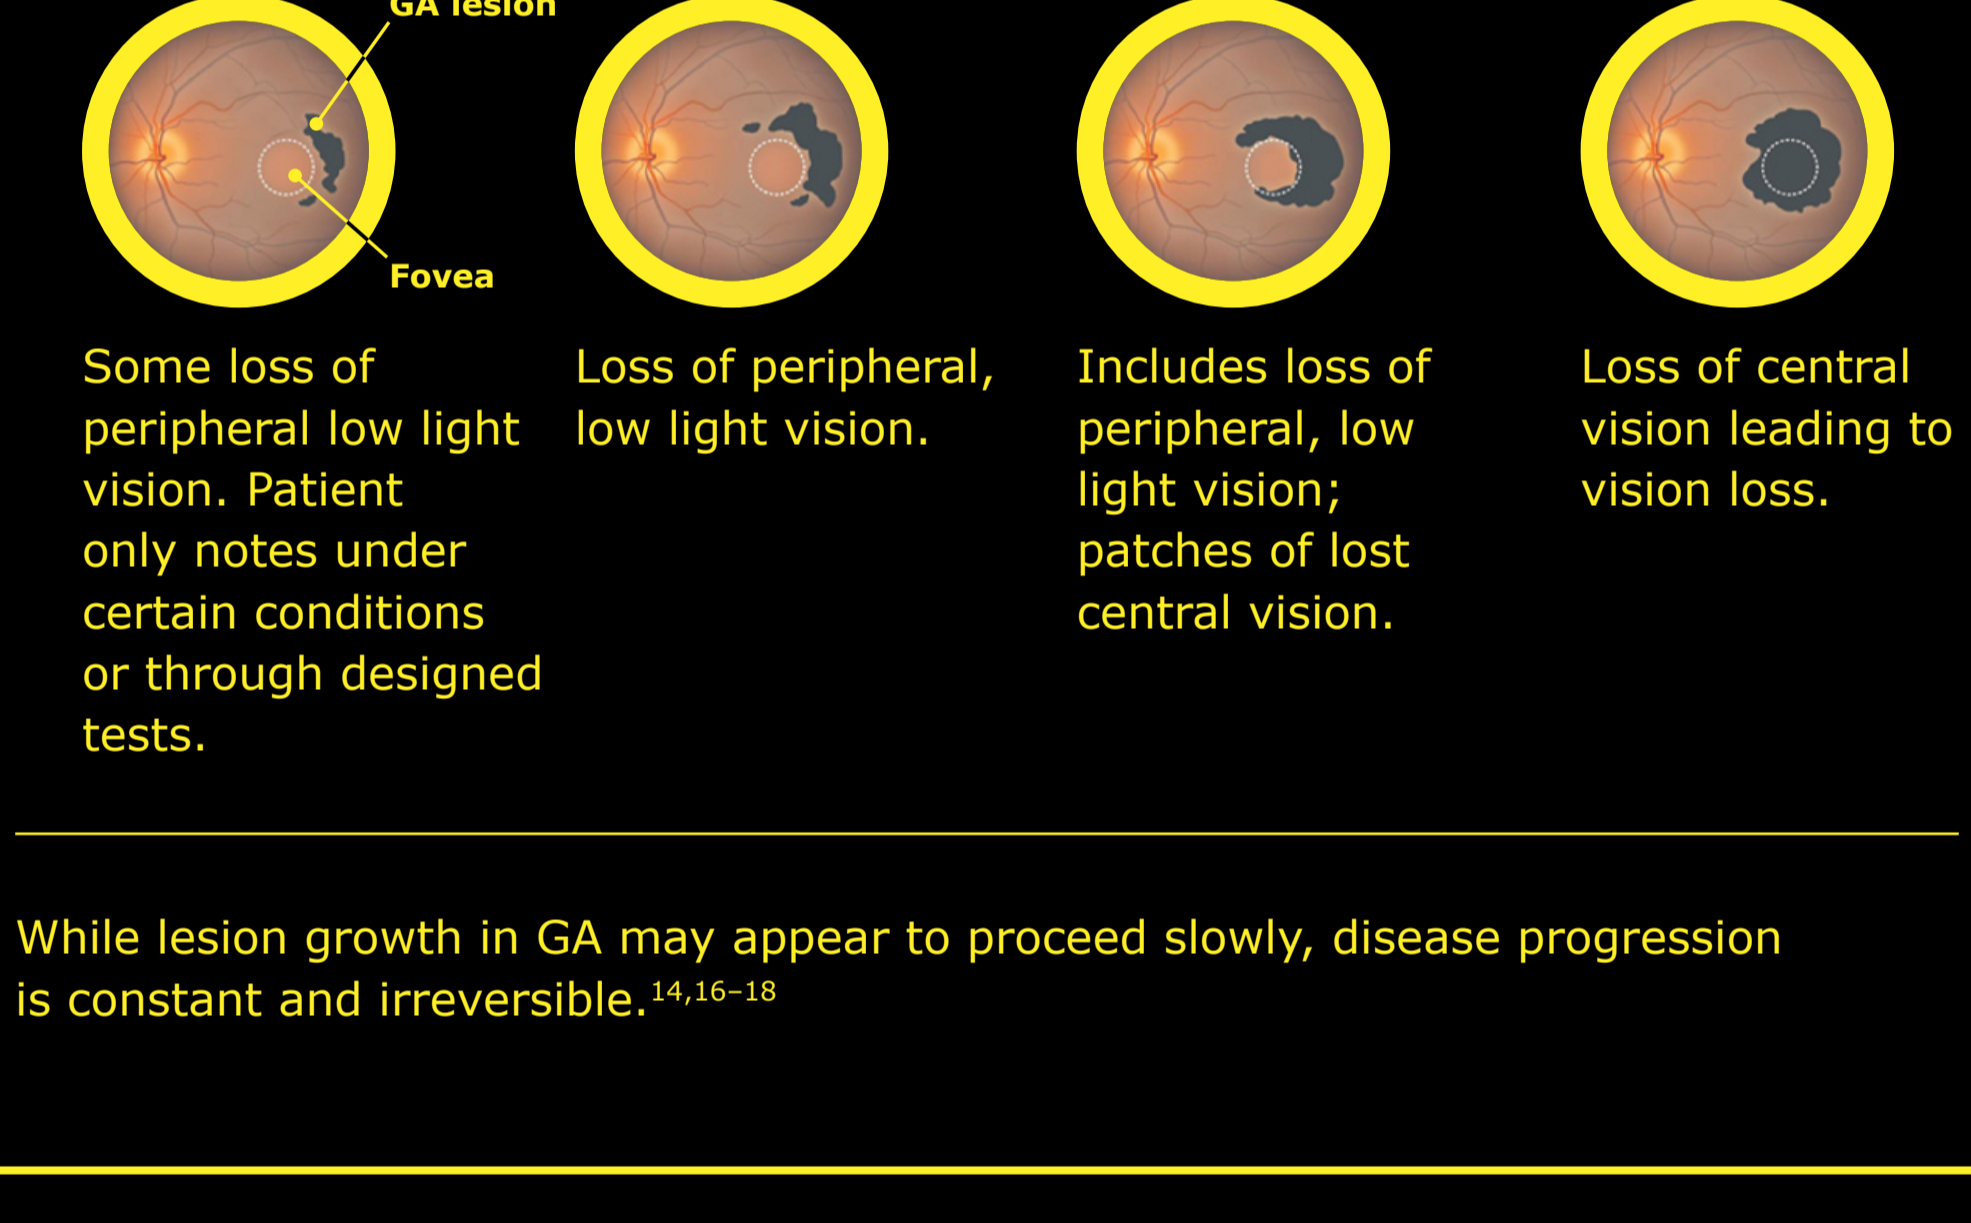 GA lesion
Fovea
Some loss of
peripheral low light
vision. Patient
only notes under
certain conditions
or through designed
tests.
Loss of peripheral,
low light vision.
Includes loss of
peripheral, low
light vision;
patches of lost
central vision.
Loss of central
vision leading to
vision loss.
While lesion growth in GA may appear to proceed slowly, disease progression
is constant and irreversible.14,16–18